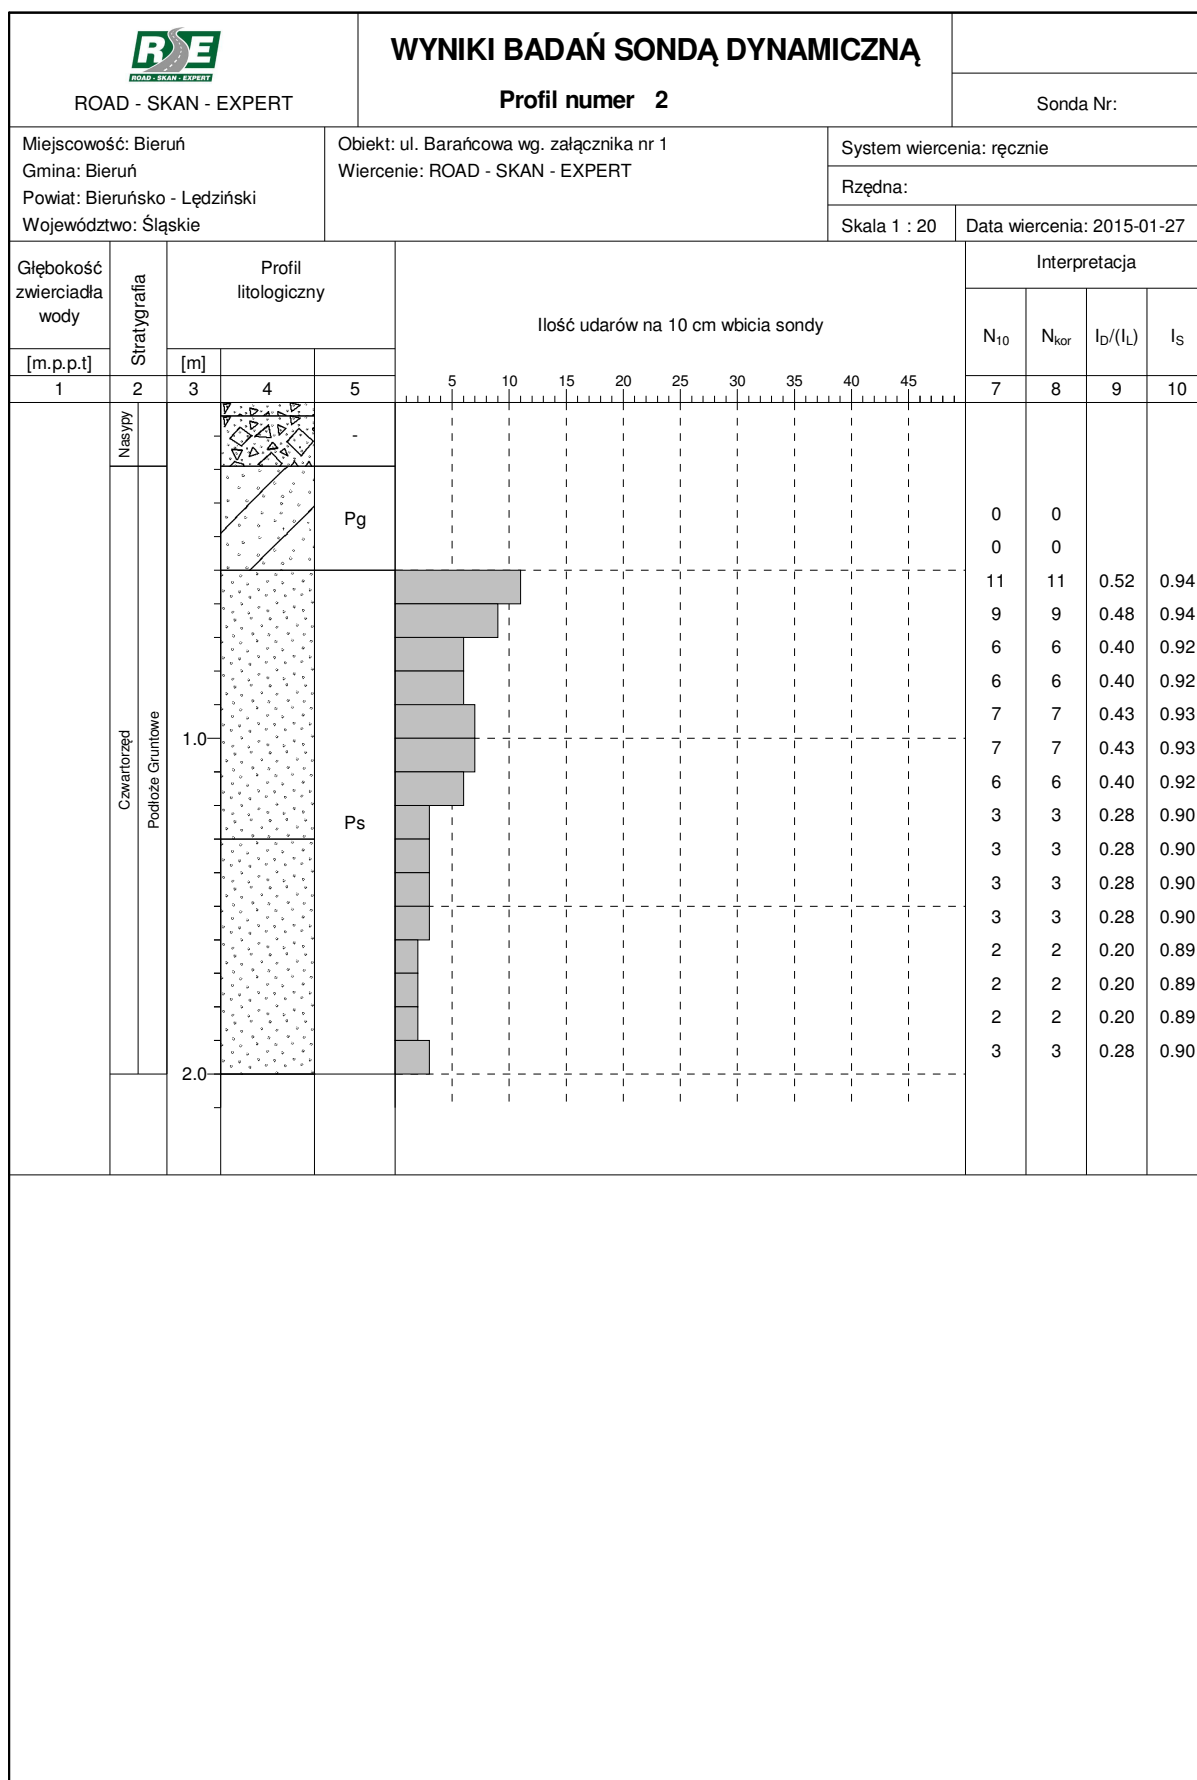 RSE
ROAD - SKAN - EXPERT
ROAD - SKAN - EXPERT
WYNIKI BADAŃ SONDĄ DYNAMICZNĄ
Profil numer 2
Sonda Nr:
Miejscowość: Bieruń
Gmina: Bieruń
Powiat: Bieruńsko - Lędziński
Województwo: Śląskie
Obiekt: ul. Barańcowa wg. załącznika nr 1
Wiercenie: ROAD - SKAN - EXPERT
System wiercenia: ręcznie
Rzędna:
Skala 1 : 20
Data wiercenia: 2015-01-27
Głębokość
zwierciadła
wody
[m.p.p.t]
Stratygrafia
Profil
litologiczny
[m]
Ilość udarów na 10 cm wbicia sondy
Interpretacja
N10 Nkor ID/(IL) IS
1 2 3 4 5
5 10 15 20 25 30 35 40 45
7 8 9 10
Nasypy
-
Pg
0 0
0 0
11 11 0.52 0.94
9 9 0.48 0.94
6 6 0.40 0.92
6 6 0.40 0.92
7 7 0.43 0.93
1.0
7 7 0.43 0.93
6 6 0.40 0.92
Czwartorzęd
Podłoże Gruntowe
Ps
3 3 0.28 0.90
3 3 0.28 0.90
3 3 0.28 0.90
3 3 0.28 0.90
2 2 0.20 0.89
2 2 0.20 0.89
2 2 0.20 0.89
3 3 0.28 0.90
2.0